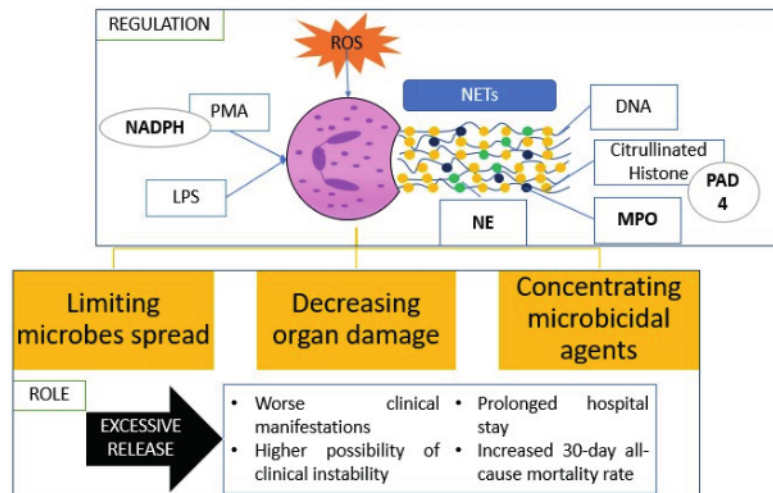 REGULATION
ROS
NETs
PMA
NADPH
LPS
DNA
Citrullinated
Histone
PAD
4
NE
MPO
Limiting
microbes spread
Decreasing
organ damage
Concentrating
microbicidal
agents
ROLE
EXCESSIVE
RELEASE
• Worse clinical
manifestations
• Higher possibility of
clinical instability
• Prolonged hospital
stay
• Increased 30-day all-
cause mortality rate